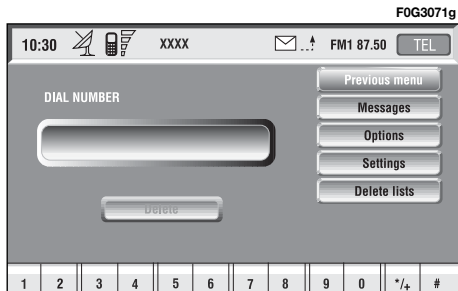 F0G3071g
10:30 XXXX FM1 87.50 TEL
Previous menu
DIAL NUMBER
Messages
Options
Settings
Delete lists
Delete
1 2 3 4 5 6 7 8 9 0 */+ #